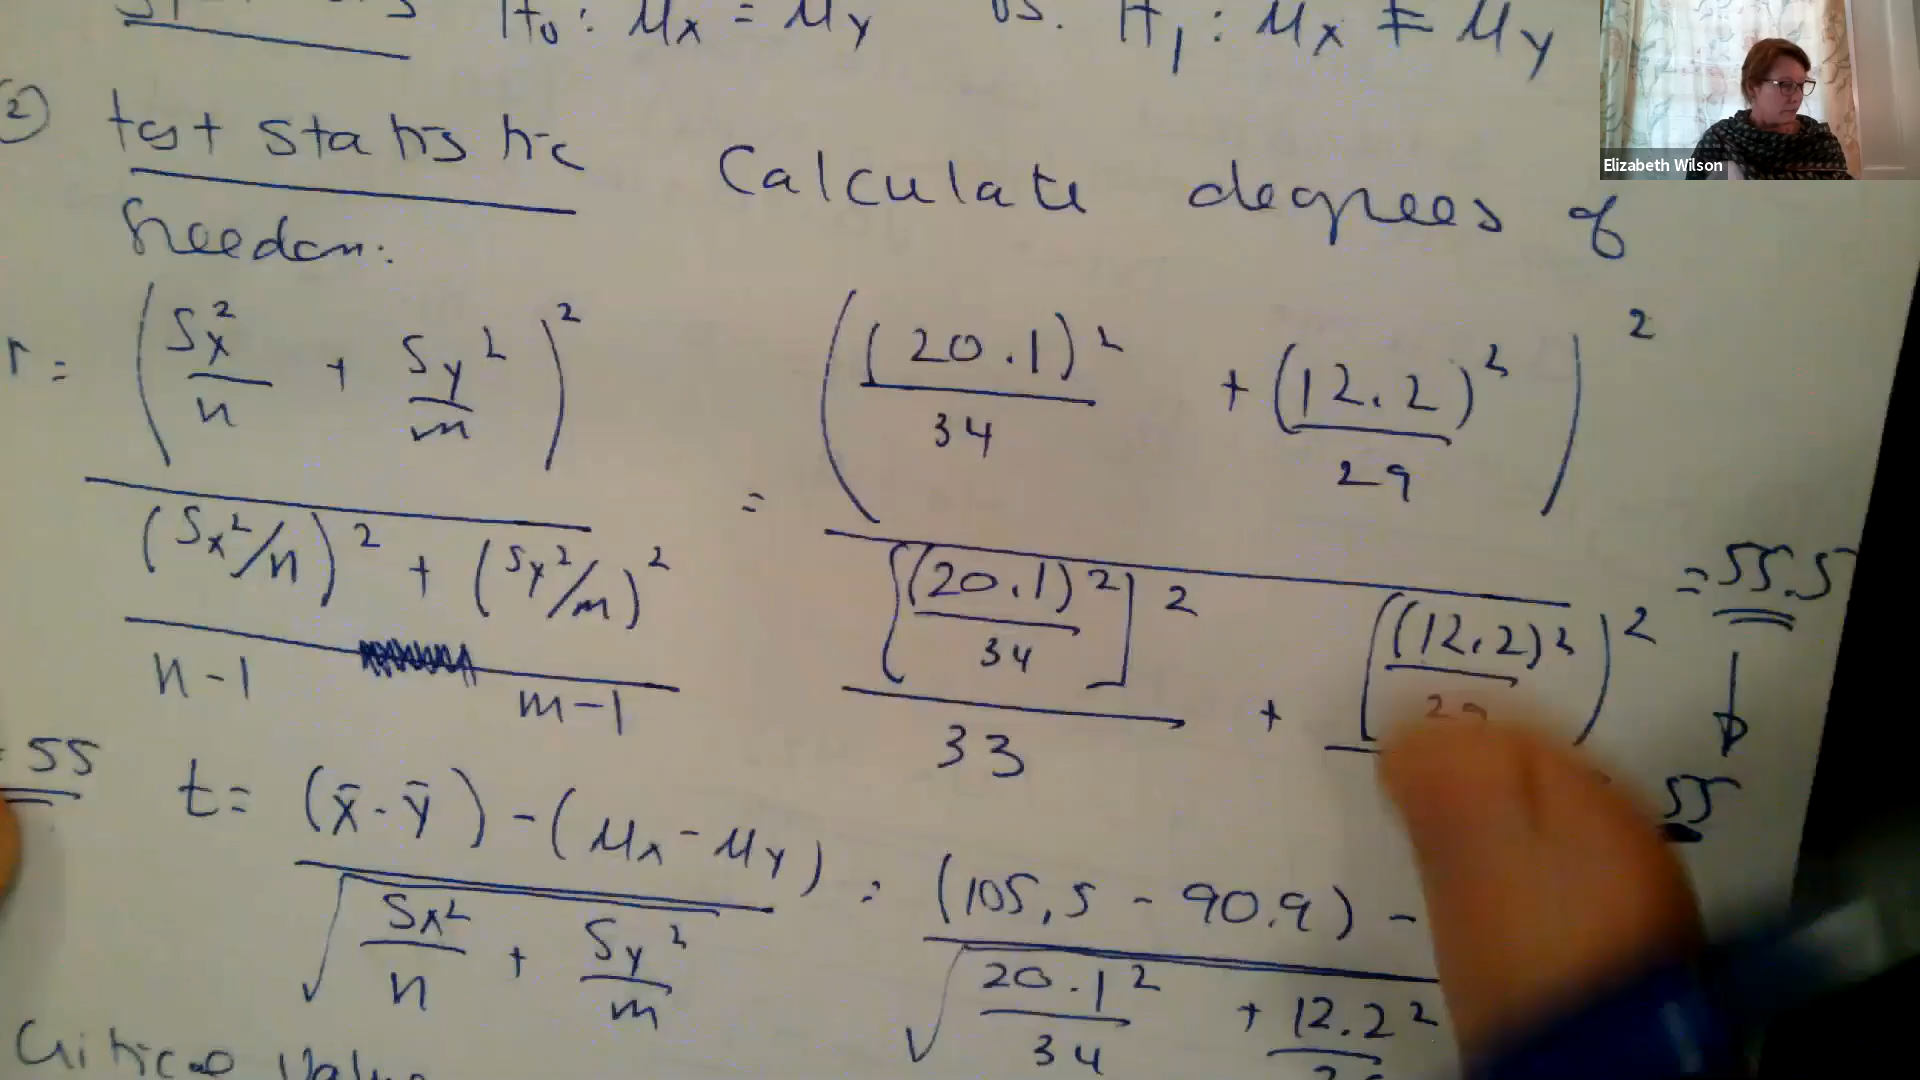 H₀ : μx = μy vs. H₁ : μx ≠ μy
Elizabeth Wilson
② test statistic Calculate degrees of
freedom:
r = (Sx²/n + Sy²/m)² / ((Sx²/n)²/(n-1) + (Sy²/m)²/(m-1)) = ((20.1)²/34 + (12.2)²/29)² / ([(20.1)²/34]²/33 + [(12.2)²/29]²) = 55.5
↓
55
= 55
t = (x̄ - ȳ) - (μx - μy) / √(Sx²/n + Sy²/m) = (105.5 - 90.9) - / √(20.1²/34 + 12.2²
Critical Value